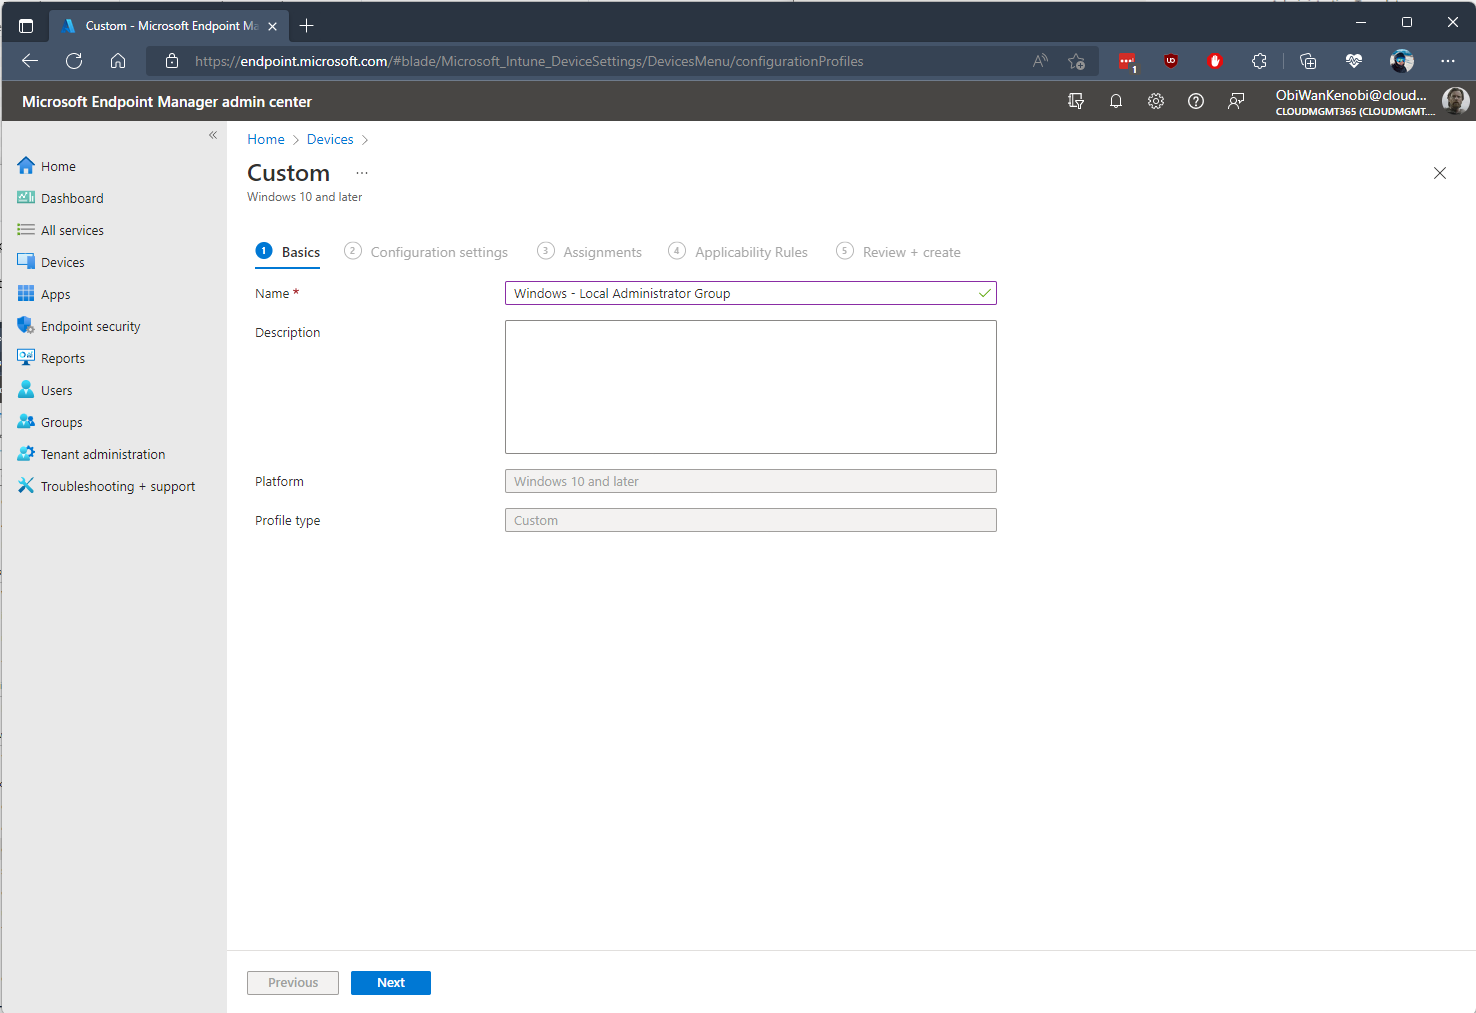 Custom - Microsoft Endpoint Ma
https://endpoint.microsoft.com/#blade/Microsoft_Intune_DeviceSettings/DevicesMenu/configurationProfiles
1
Microsoft Endpoint Manager admin center
ObiWanKenobi@cloud...
CLOUDMGMT365 (CLOUDMGMT....
Home
Dashboard
All services
Devices
Apps
Endpoint security
Reports
Users
Groups
Tenant administration
Troubleshooting + support
Home > Devices >
Custom ...
Windows 10 and later
1 Basics 2 Configuration settings 3 Assignments 4 Applicability Rules 5 Review + create
Name * Windows - Local Administrator Group
Description
Platform Windows 10 and later
Profile type Custom
Previous Next